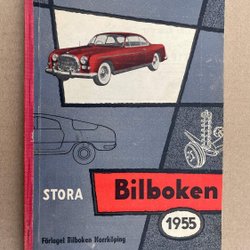 STORA
Bilboken
1955
Förlaget Bilboken Norrköping